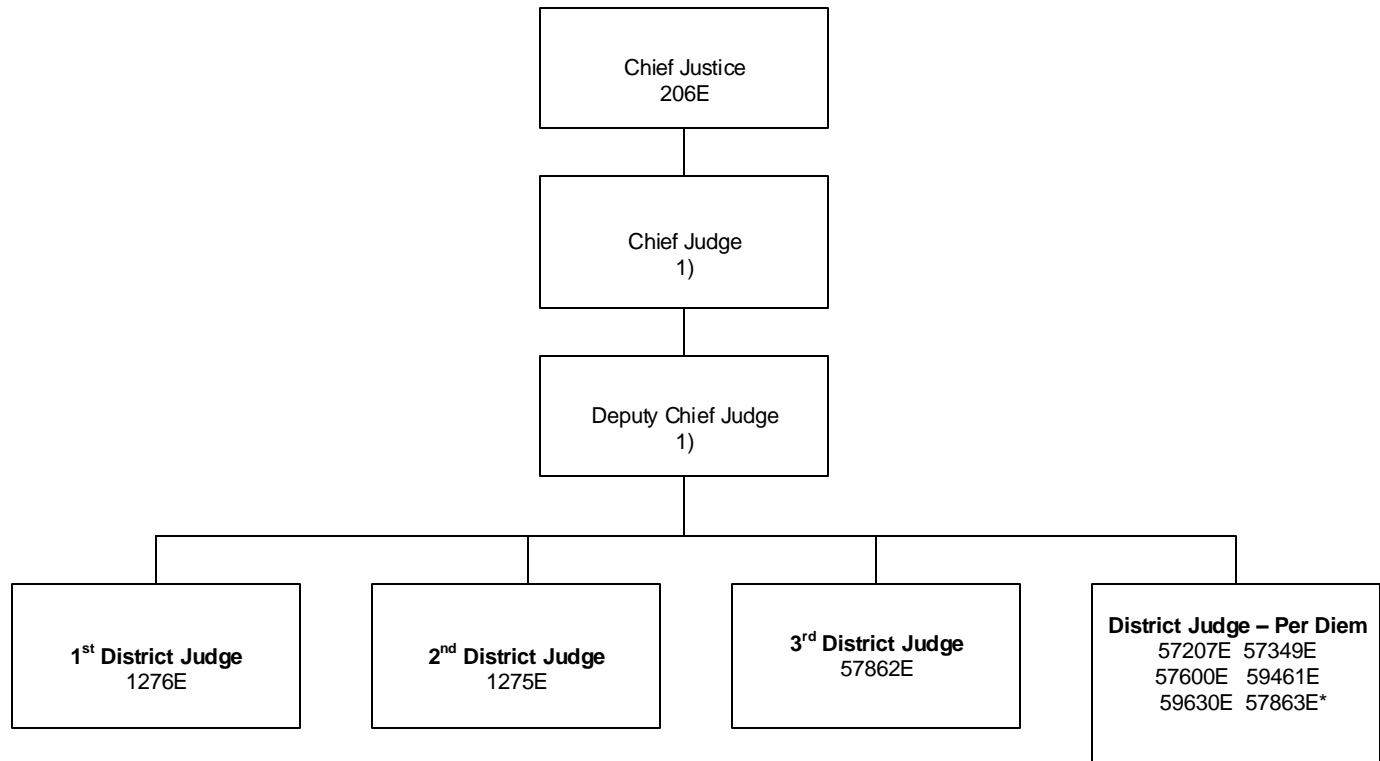 Chief Justice
206E
Chief Judge
1)
Deputy Chief Judge
1)
1st District Judge
1276E
2nd District Judge
1275E
3rd District Judge
57862E
District Judge – Per Diem
57207E 57349E
57600E 59461E
59630E 57863E*